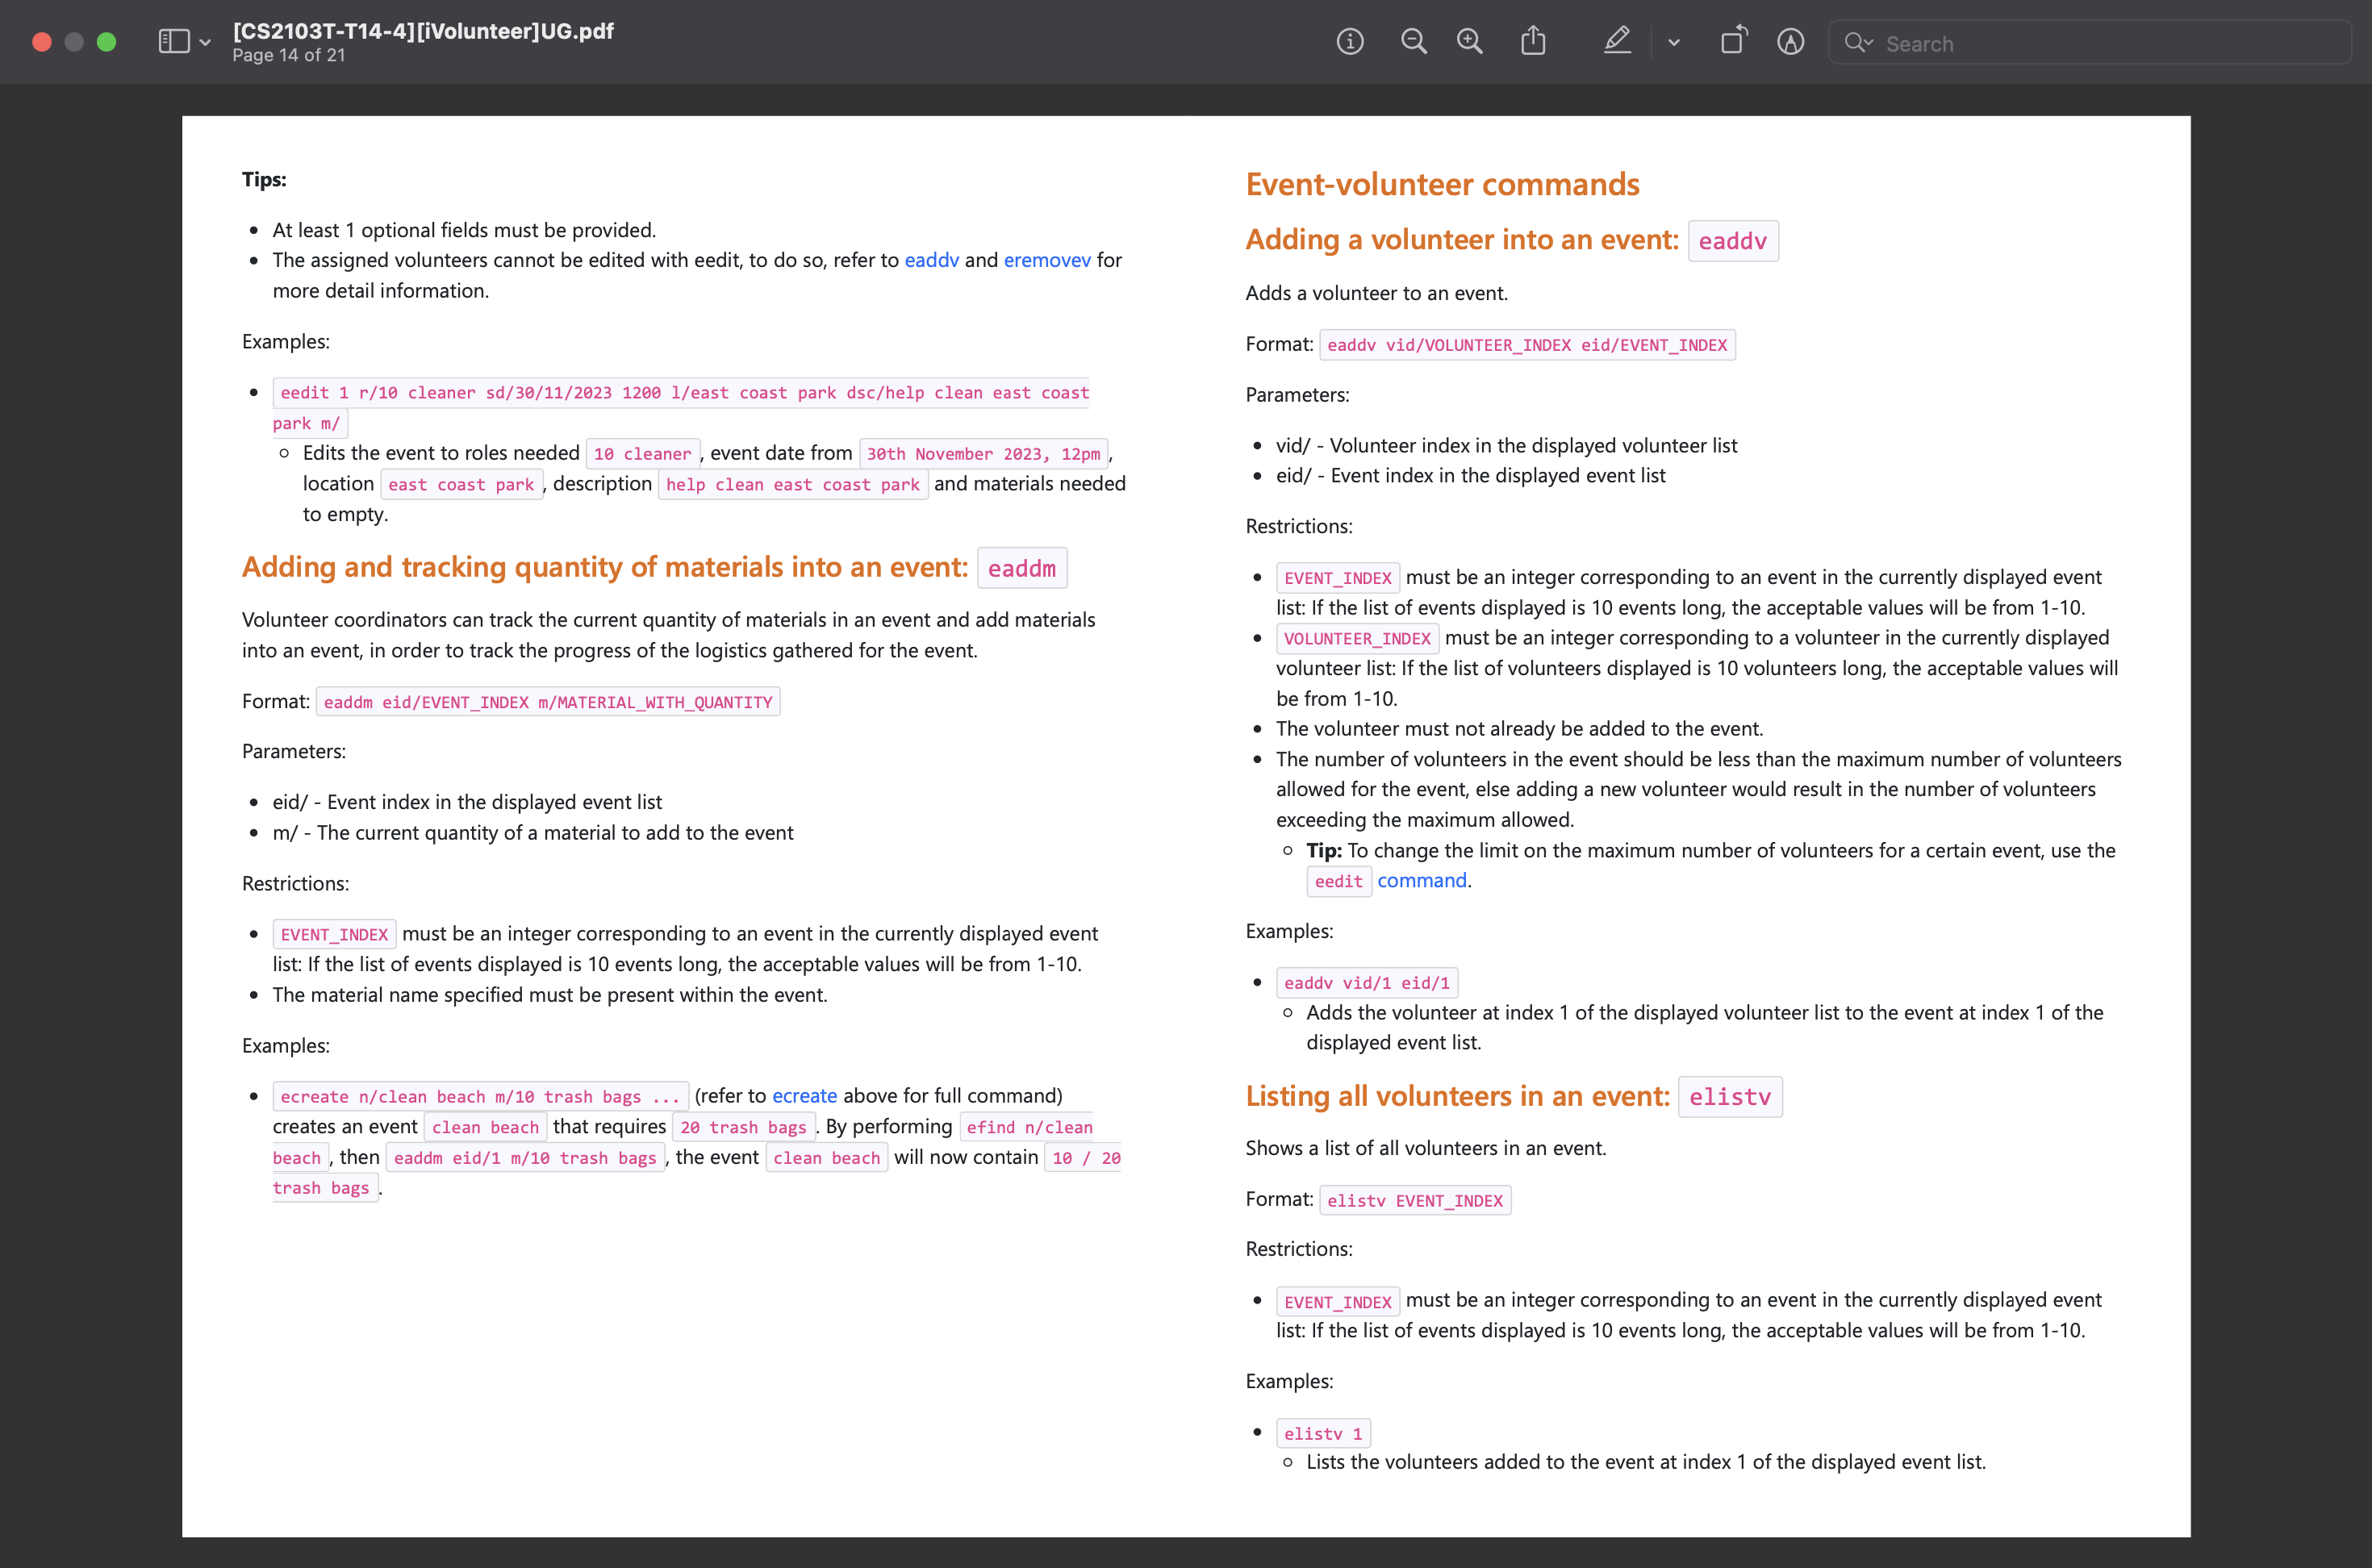 [CS2103T-T14-4][iVolunteer]UG.pdf
Page 14 of 21
Search
Tips:
• At least 1 optional fields must be provided.
• The assigned volunteers cannot be edited with eedit, to do so, refer to eaddv and eremovev for
more detail information.
Examples:
• eedit 1 r/10 cleaner sd/30/11/2023 1200 l/east coast park dsc/help clean east coast
park m/
◦ Edits the event to roles needed 10 cleaner, event date from 30th November 2023, 12pm,
location east coast park, description help clean east coast park and materials needed
to empty.
Adding and tracking quantity of materials into an event: eaddm
Volunteer coordinators can track the current quantity of materials in an event and add materials
into an event, in order to track the progress of the logistics gathered for the event.
Format: eaddm eid/EVENT_INDEX m/MATERIAL_WITH_QUANTITY
Parameters:
• eid/ - Event index in the displayed event list
• m/ - The current quantity of a material to add to the event
Restrictions:
• EVENT_INDEX must be an integer corresponding to an event in the currently displayed event
list: If the list of events displayed is 10 events long, the acceptable values will be from 1-10.
• The material name specified must be present within the event.
Examples:
• ecreate n/clean beach m/10 trash bags ... (refer to ecreate above for full command)
creates an event clean beach that requires 20 trash bags. By performing efind n/clean
beach, then eaddm eid/1 m/10 trash bags, the event clean beach will now contain 10 / 20
trash bags.
Event-volunteer commands
Adding a volunteer into an event: eaddv
Adds a volunteer to an event.
Format: eaddv vid/VOLUNTEER_INDEX eid/EVENT_INDEX
Parameters:
• vid/ - Volunteer index in the displayed volunteer list
• eid/ - Event index in the displayed event list
Restrictions:
• EVENT_INDEX must be an integer corresponding to an event in the currently displayed event
list: If the list of events displayed is 10 events long, the acceptable values will be from 1-10.
• VOLUNTEER_INDEX must be an integer corresponding to a volunteer in the currently displayed
volunteer list: If the list of volunteers displayed is 10 volunteers long, the acceptable values will
be from 1-10.
• The volunteer must not already be added to the event.
• The number of volunteers in the event should be less than the maximum number of volunteers
allowed for the event, else adding a new volunteer would result in the number of volunteers
exceeding the maximum allowed.
◦ Tip: To change the limit on the maximum number of volunteers for a certain event, use the
eedit command.
Examples:
• eaddv vid/1 eid/1
◦ Adds the volunteer at index 1 of the displayed volunteer list to the event at index 1 of the
displayed event list.
Listing all volunteers in an event: elistv
Shows a list of all volunteers in an event.
Format: elistv EVENT_INDEX
Restrictions:
• EVENT_INDEX must be an integer corresponding to an event in the currently displayed event
list: If the list of events displayed is 10 events long, the acceptable values will be from 1-10.
Examples:
• elistv 1
◦ Lists the volunteers added to the event at index 1 of the displayed event list.